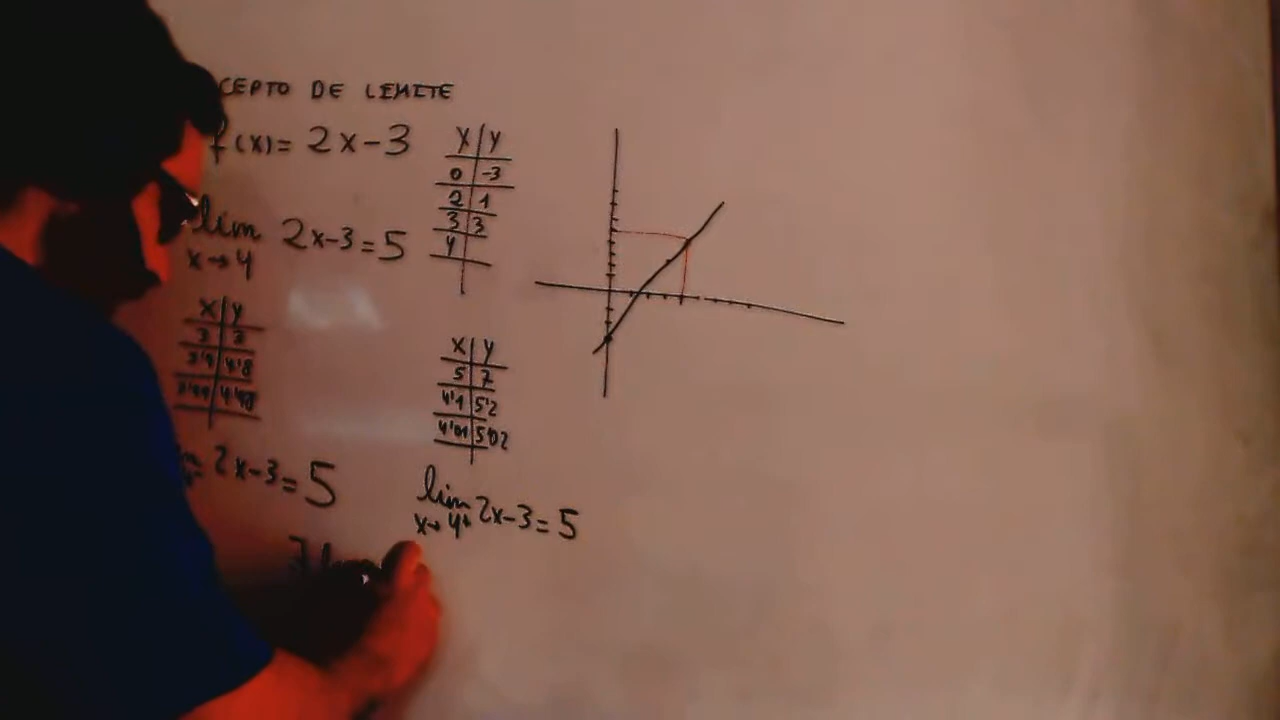 CEPTO DE LIMITE
f(x)= 2x-3
X Y
0 -3
2 1
3 3
4
lim 2x-3=5
x→4
X Y
3 3
3'9 4'8
3'99 4'98
X Y
5 7
4'1 5'2
4'01 5'02
2x-3=5
lim 2x-3=5
x→4+